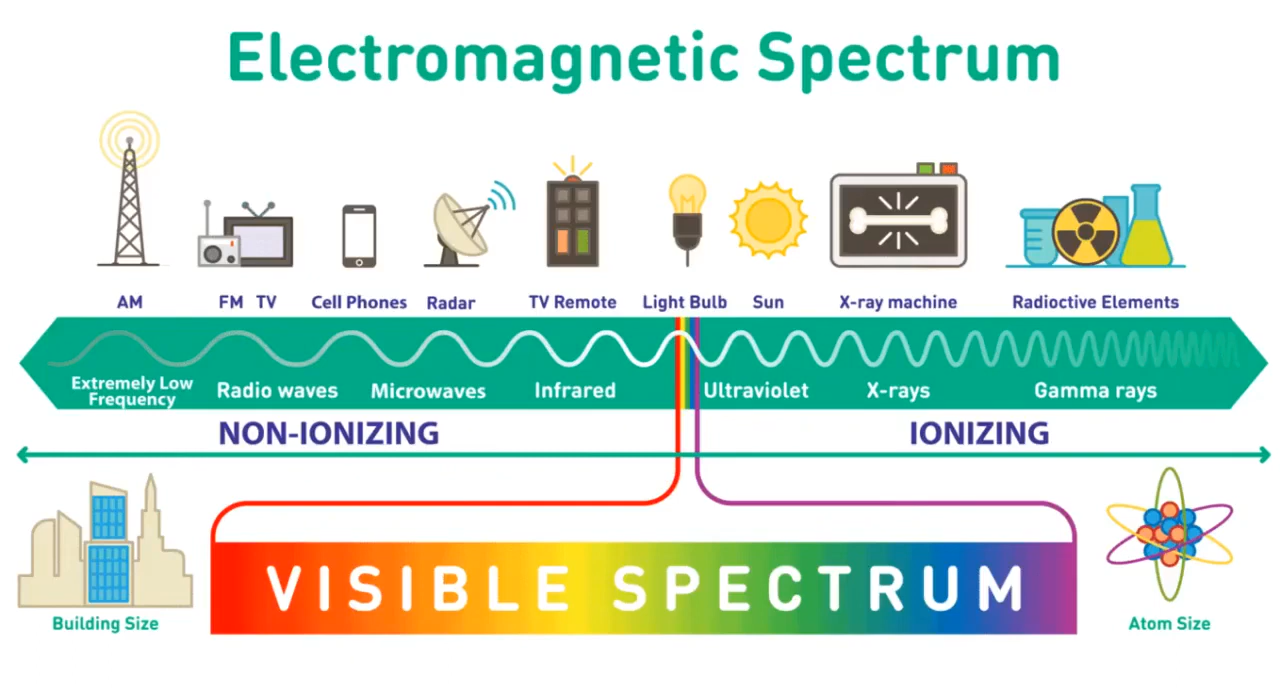 Electromagnetic Spectrum
AM
FM TV
Cell Phones
Radar
TV Remote
Light Bulb
Sun
X-ray machine
Radioctive Elements
Extremely Low
Frequency
Radio waves
Microwaves
Infrared
Ultraviolet
X-rays
Gamma rays
NON-IONIZING
IONIZING
VISIBLE SPECTRUM
Building Size
Atom Size